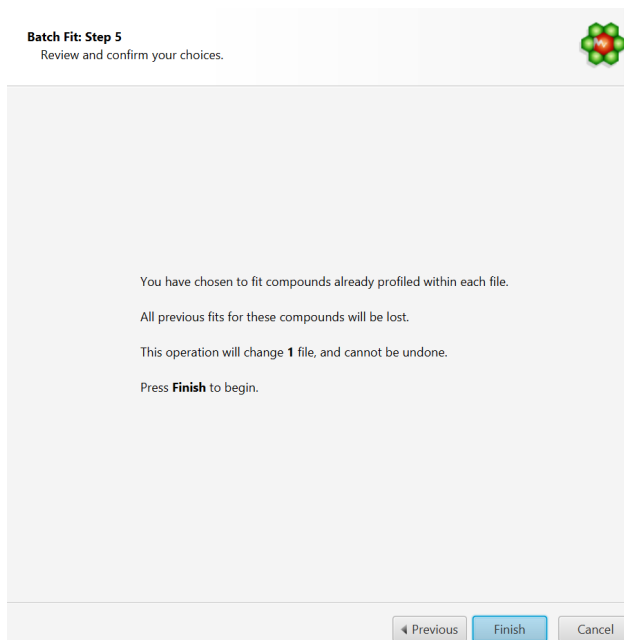 Batch Fit: Step 5
Review and confirm your choices.
You have chosen to fit compounds already profiled within each file.
All previous fits for these compounds will be lost.
This operation will change 1 file, and cannot be undone.
Press Finish to begin.
Previous Finish Cancel